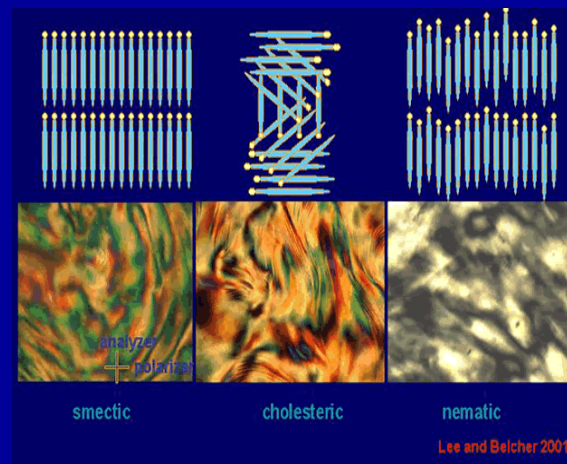 analyzer
polarizer
smectic
cholesteric
nematic
Lee and Belcher 2001